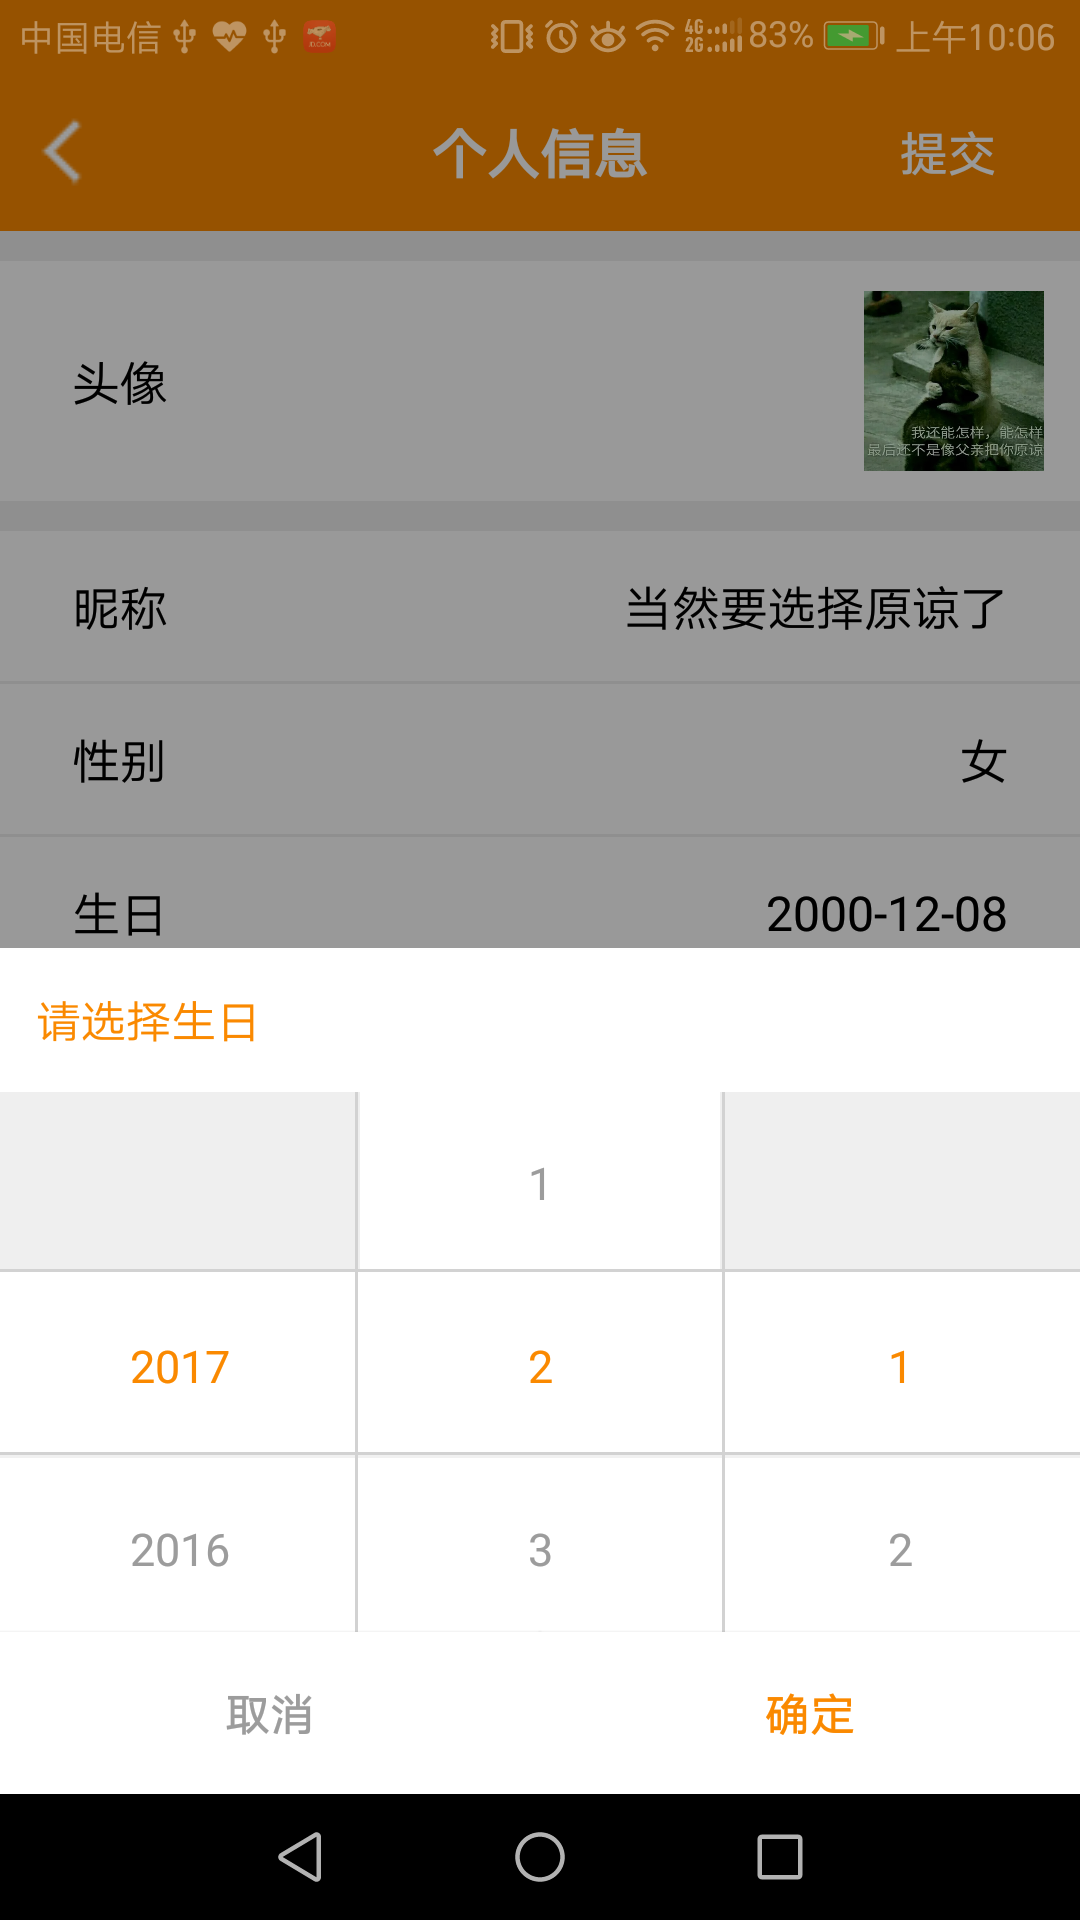 中国电信 JD.COM 4G 2G 83% 上午10:06
个人信息 提交
头像
我还能怎样，能怎样
最后还不是像父亲把你原谅
昵称 当然要选择原谅了
性别 女
生日 2000-12-08
请选择生日
1
2017 2 1
2016 3 2
取消 确定